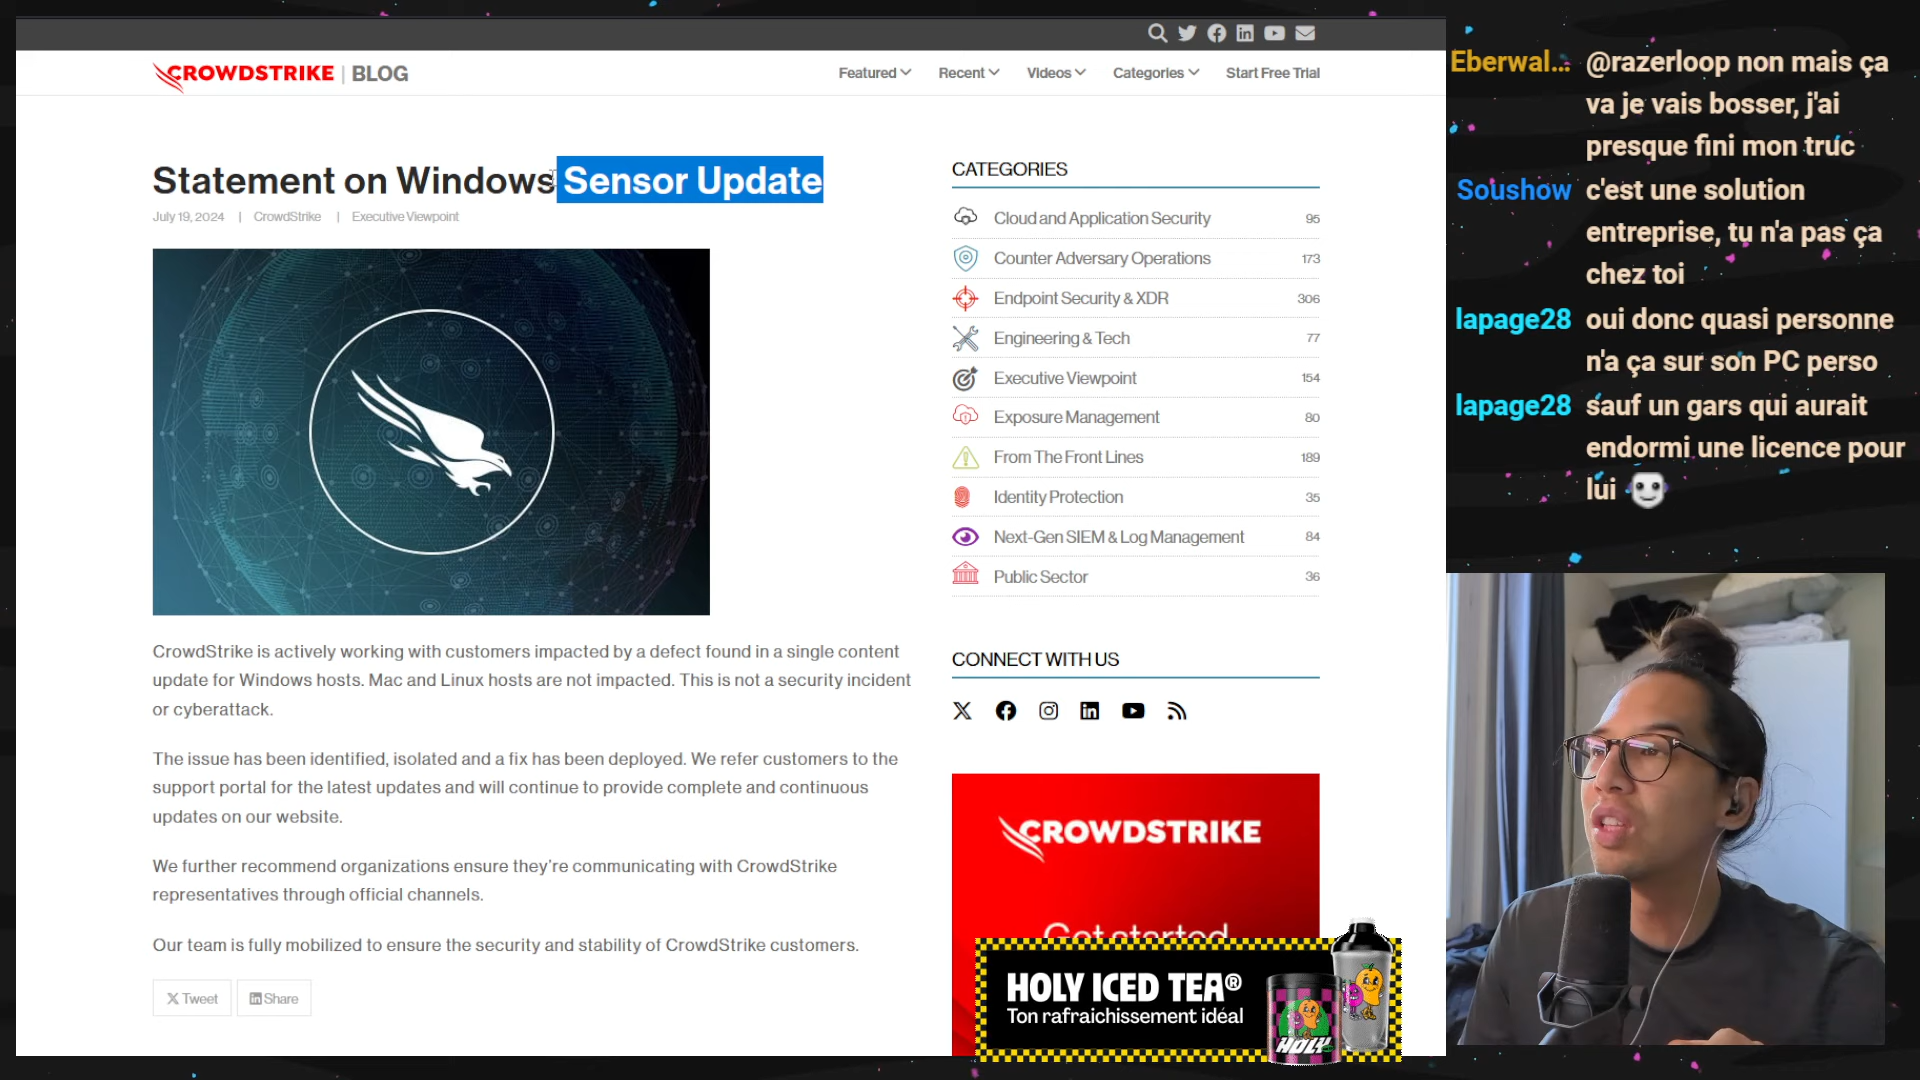 CROWDSTRIKE | BLOG
Featured
Recent
Videos
Categories
Start Free Trial
Statement on Windows Sensor Update
July 19, 2024 | CrowdStrike | Executive Viewpoint
CrowdStrike is actively working with customers impacted by a defect found in a single content
update for Windows hosts. Mac and Linux hosts are not impacted. This is not a security incident
or cyberattack.
The issue has been identified, isolated and a fix has been deployed. We refer customers to the
support portal for the latest updates and will continue to provide complete and continuous
updates on our website.
We further recommend organizations ensure they're communicating with CrowdStrike
representatives through official channels.
Our team is fully mobilized to ensure the security and stability of CrowdStrike customers.
Tweet
Share
CATEGORIES
Cloud and Application Security 95
Counter Adversary Operations 173
Endpoint Security & XDR 306
Engineering & Tech 77
Executive Viewpoint 154
Exposure Management 80
From The Front Lines 189
Identity Protection 35
Next-Gen SIEM & Log Management 84
Public Sector 36
CONNECT WITH US
CROWDSTRIKE
Get started
HOLY ICED TEA®
Ton rafraichissement idéal
HOLY
Eberwal... @razerloop non mais ça
va je vais bosser, j'ai
presque fini mon truc
Soushow c'est une solution
entreprise, tu n'a pas ça
chez toi
lapage28 oui donc quasi personne
n'a ça sur son PC perso
lapage28 sauf un gars qui aurait
endormi une licence pour
lui